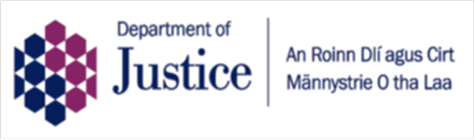 Department of
Justice
An Roinn Dlí agus Cirt
Männystrie O tha Laa